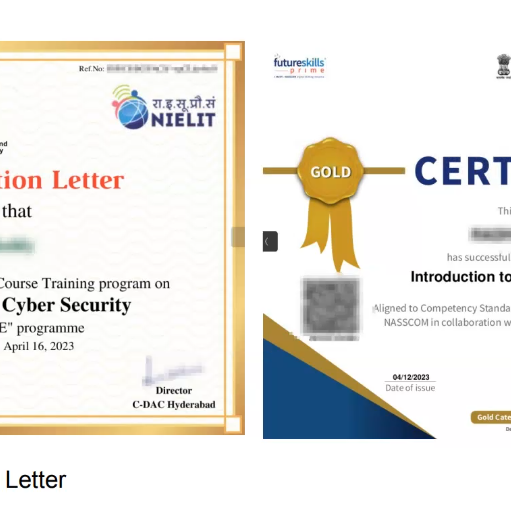 Ref.No:
रा.इ.सू.प्रौ.सं
NIELIT
nd
y
ion Letter
that
Course Training program on
Cyber Security
E" programme
April 16, 2023
Director
C-DAC Hyderabad
Letter
futureskills
prime
GOLD
CERT
Thi
has successful
Introduction to
Aligned to Competency Standa
NASSCOM in collaboration w
04/12/2023
Date of issue
Gold Cate